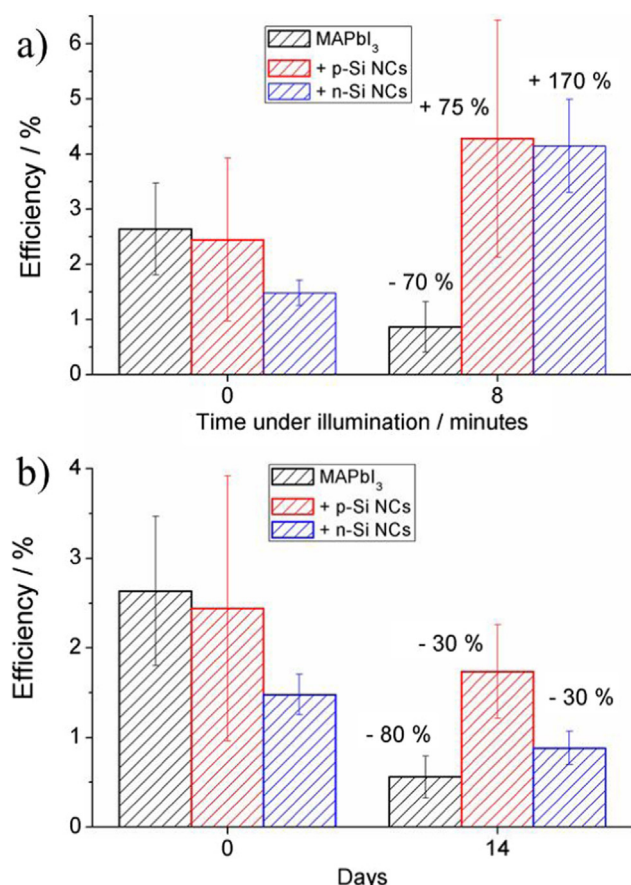 a)
MAPbI₃
+ p-Si NCs
+ n-Si NCs
+ 170 %
+ 75 %
- 70%
6
5
4
3
2
1
0
Efficiency / %
0 8
Time under illumination / minutes
b)
MAPbI₃
+ p-Si NCs
+ n-Si NCs
- 30 %
- 30 %
- 80 %
4
3
2
1
0
Efficiency / %
0 14
Days